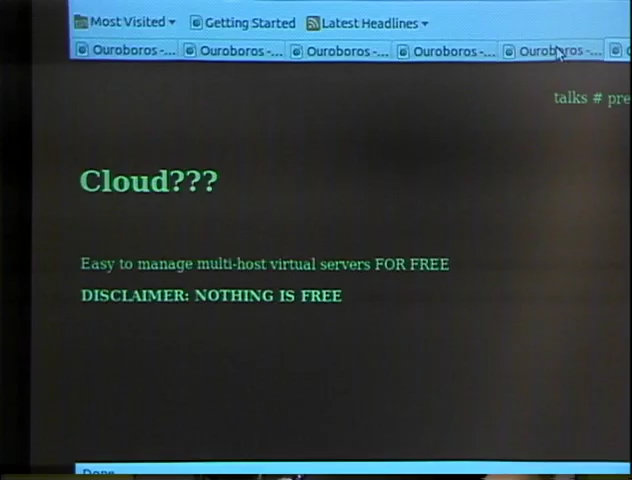 Most Visited Getting Started Latest Headlines
Ouroboros -... Ouroboros -... Ouroboros -... Ouroboros -... Ouroboros -...
talks # pre
Cloud???
Easy to manage multi-host virtual servers FOR FREE
DISCLAIMER: NOTHING IS FREE
Done